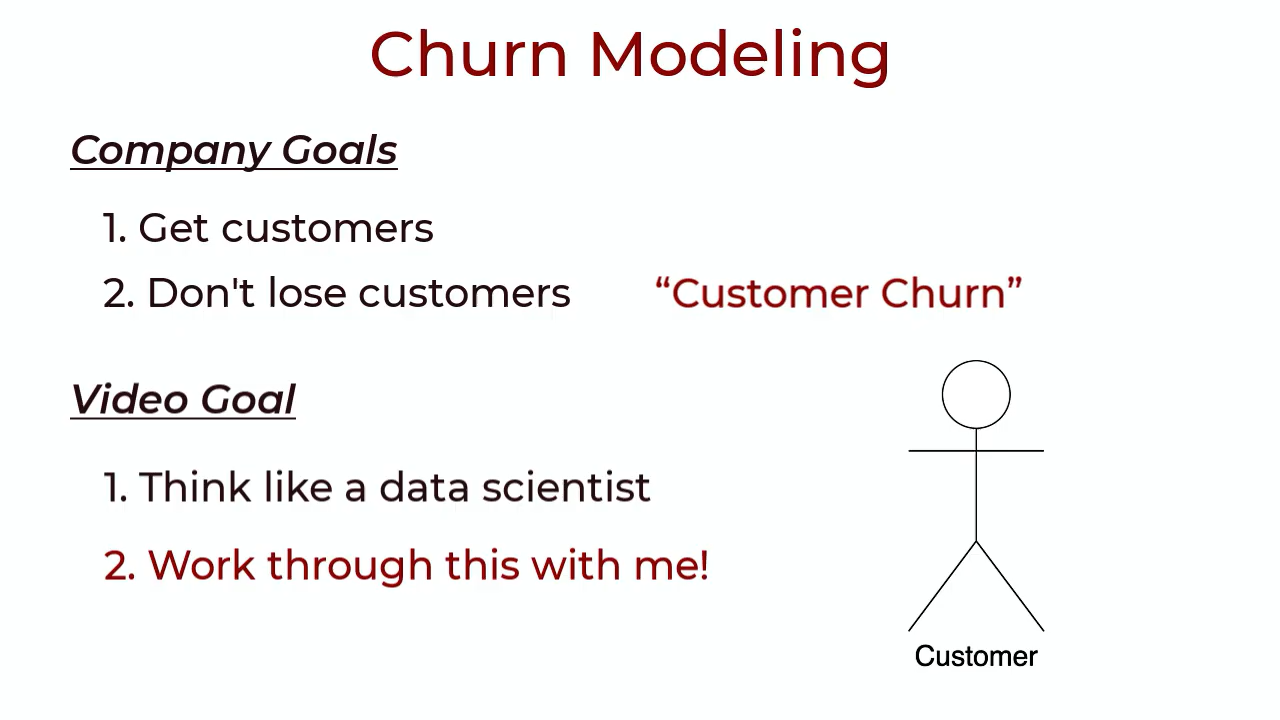 Churn Modeling
Company Goals
1. Get customers
2. Don't lose customers
“Customer Churn”
Video Goal
1. Think like a data scientist
2. Work through this with me!
Customer